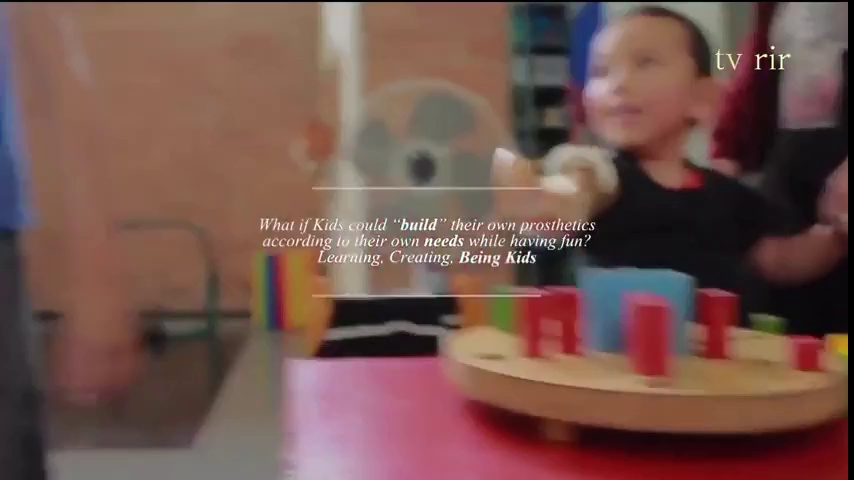 tv rir
What if Kids could “build” their own prosthetics
according to their own needs while having fun?
Learning, Creating, Being Kids